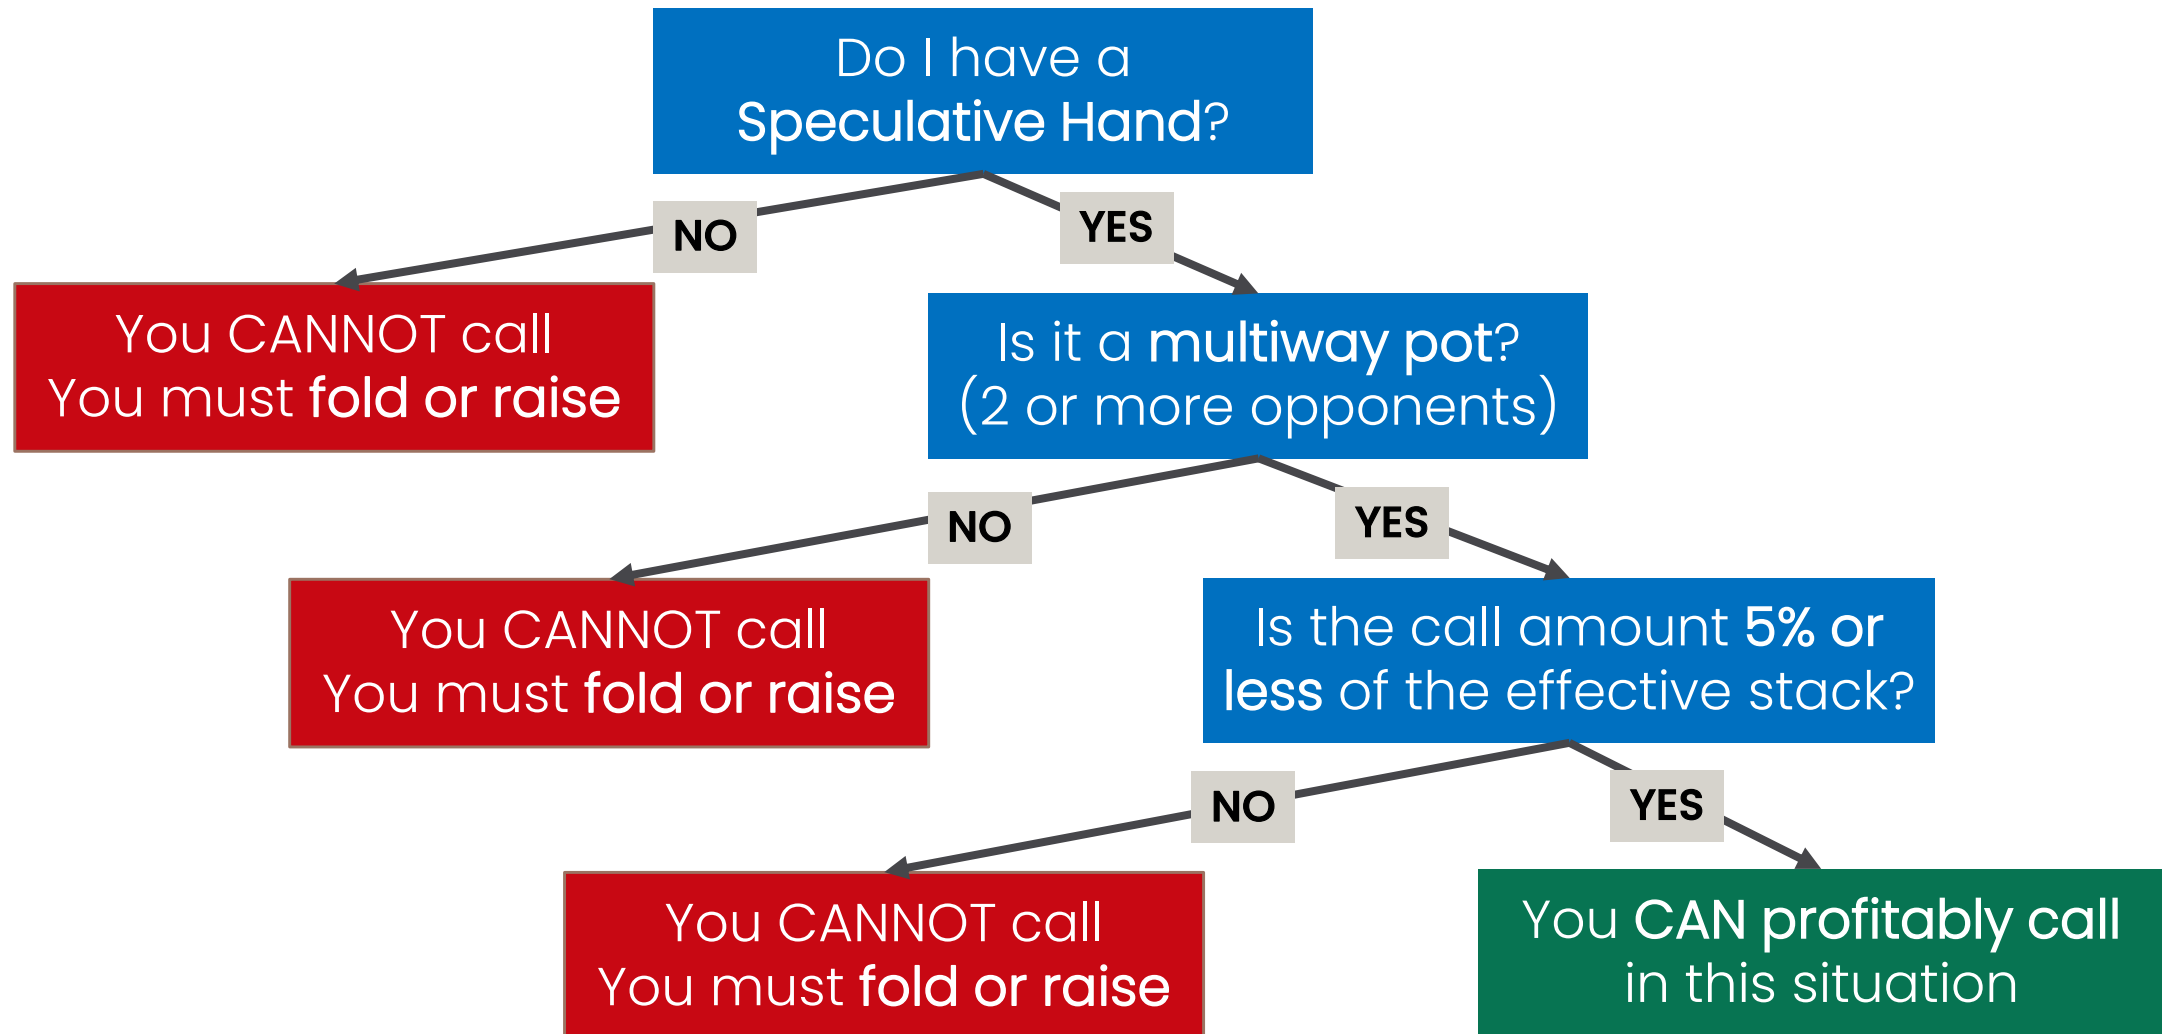 Do I have a
Speculative Hand?
NO
YES
You CANNOT call
You must fold or raise
Is it a multiway pot?
(2 or more opponents)
NO
YES
You CANNOT call
You must fold or raise
Is the call amount 5% or
less of the effective stack?
NO
YES
You CANNOT call
You must fold or raise
You CAN profitably call
in this situation